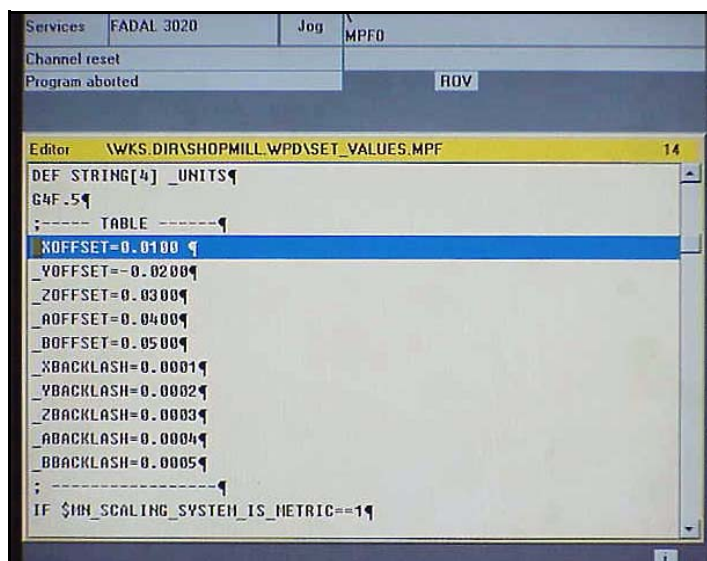 Services FADAL 3020 Jog \
MPF0
Channel reset
Program aborted ROV
Editor \WKS.DIR\SHOPMILL.WPD\SET_VALUES.MPF 14
DEF STRING[4] _UNITS¶
G4F.5¶
;----- TABLE ------¶
_XOFFSET=0.0100 ¶
_YOFFSET=-0.0200¶
_ZOFFSET=0.0300¶
_AOFFSET=0.0400¶
_BOFFSET=0.0500¶
_XBACKLASH=0.0001¶
_YBACKLASH=0.0002¶
_ZBACKLASH=0.0003¶
_ABACKLASH=0.0004¶
_BBACKLASH=0.0005¶
; -----------------¶
IF $MN_SCALING_SYSTEM_IS_METRIC==1¶
i